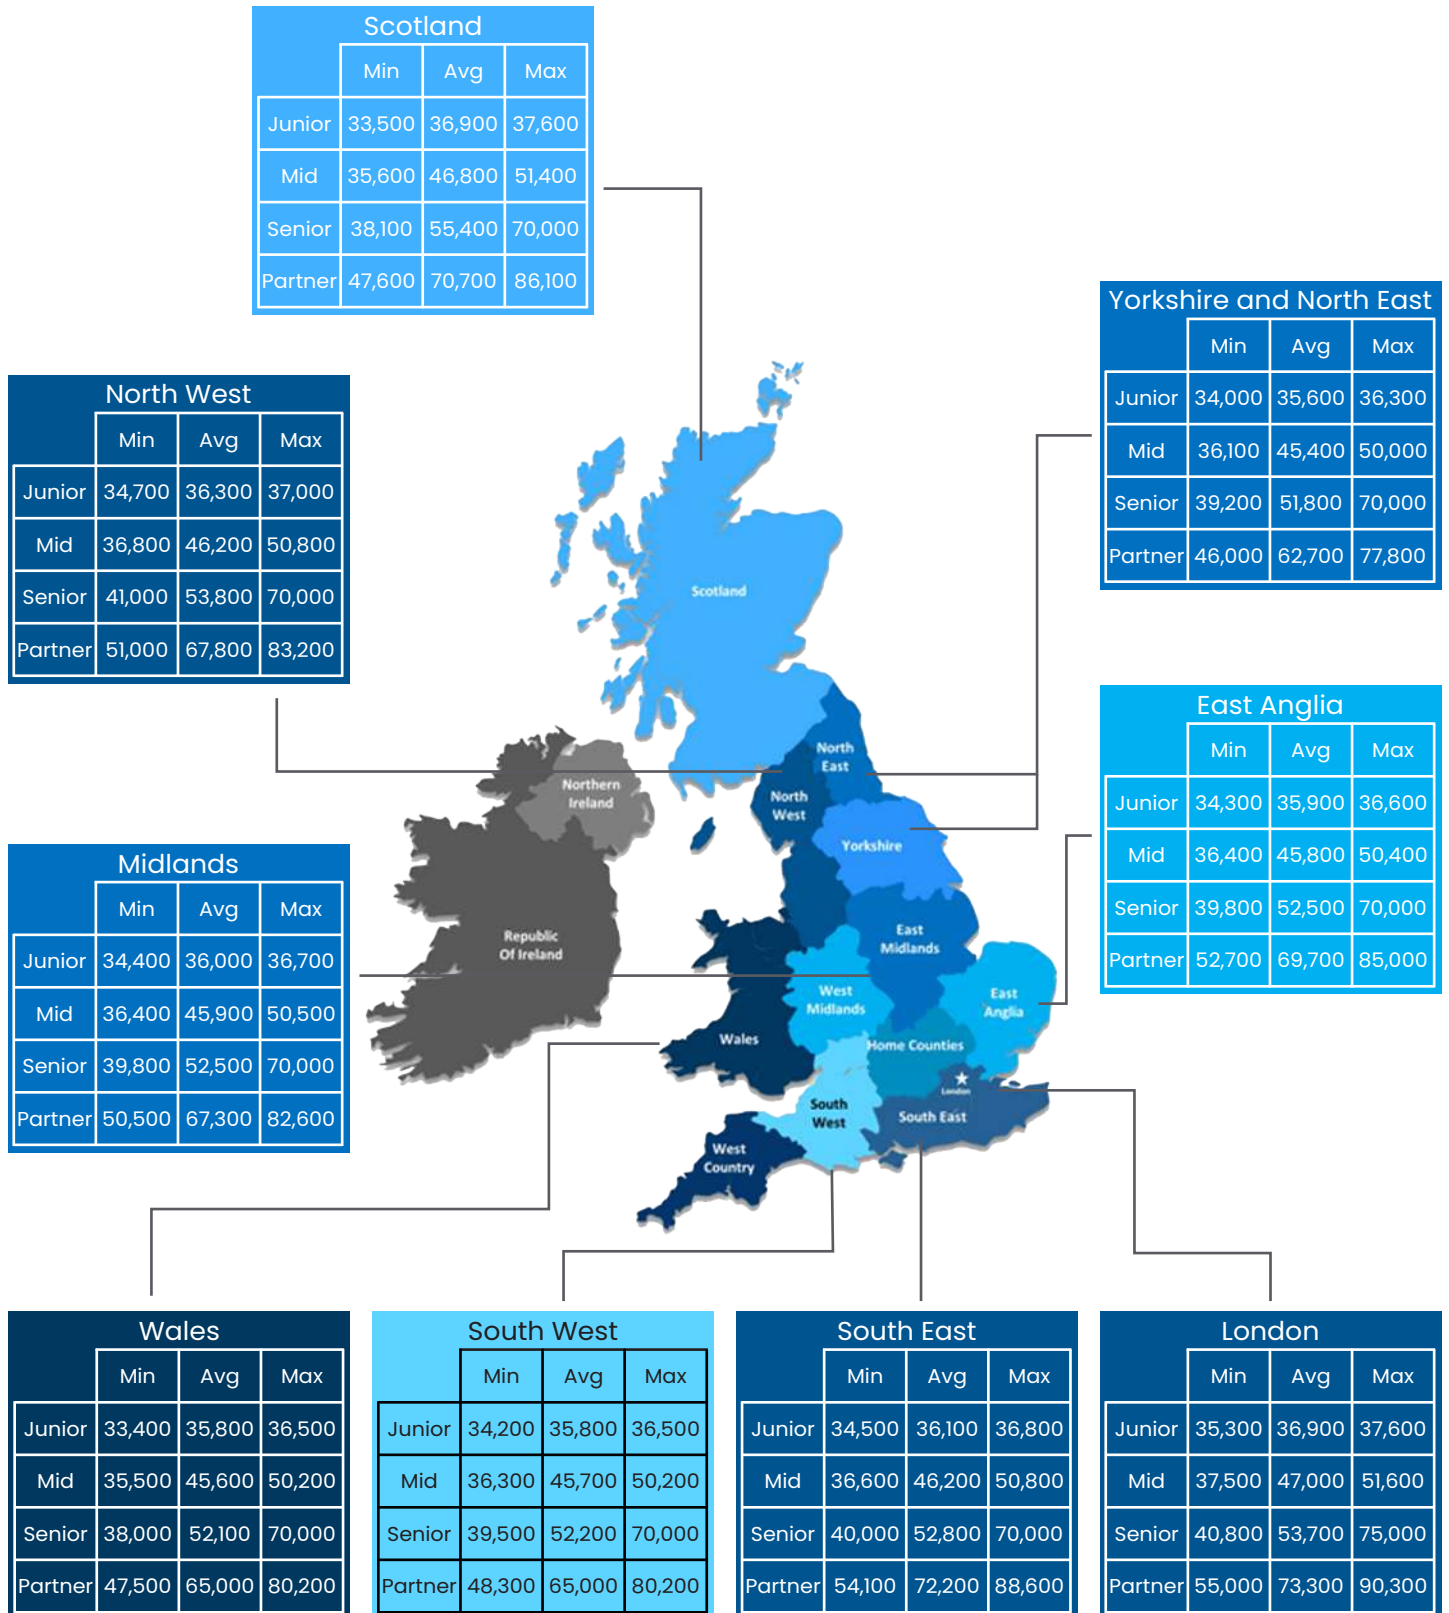 Scotland
Min Avg Max
Junior 33,500 36,900 37,600
Mid 35,600 46,800 51,400
Senior 38,100 55,400 70,000
Partner 47,600 70,700 86,100
Yorkshire and North East
Min Avg Max
Junior 34,000 35,600 36,300
Mid 36,100 45,400 50,000
Senior 39,200 51,800 70,000
Partner 46,000 62,700 77,800
North West
Min Avg Max
Junior 34,700 36,300 37,000
Mid 36,800 46,200 50,800
Senior 41,000 53,800 70,000
Partner 51,000 67,800 83,200
East Anglia
Min Avg Max
Junior 34,300 35,900 36,600
Mid 36,400 45,800 50,400
Senior 39,800 52,500 70,000
Partner 52,700 69,700 85,000
Midlands
Min Avg Max
Junior 34,400 36,000 36,700
Mid 36,400 45,900 50,500
Senior 39,800 52,500 70,000
Partner 50,500 67,300 82,600
Scotland
North
East
Northern
Ireland
North
West
Yorkshire
Republic
Of Ireland
East
Midlands
West
Midlands
East
Anglia
Wales
Home Counties
London
South
West
South East
West
Country
Wales
Min Avg Max
Junior 33,400 35,800 36,500
Mid 35,500 45,600 50,200
Senior 38,000 52,100 70,000
Partner 47,500 65,000 80,200
South West
Min Avg Max
Junior 34,200 35,800 36,500
Mid 36,300 45,700 50,200
Senior 39,500 52,200 70,000
Partner 48,300 65,000 80,200
South East
Min Avg Max
Junior 34,500 36,100 36,800
Mid 36,600 46,200 50,800
Senior 40,000 52,800 70,000
Partner 54,100 72,200 88,600
London
Min Avg Max
Junior 35,300 36,900 37,600
Mid 37,500 47,000 51,600
Senior 40,800 53,700 75,000
Partner 55,000 73,300 90,300